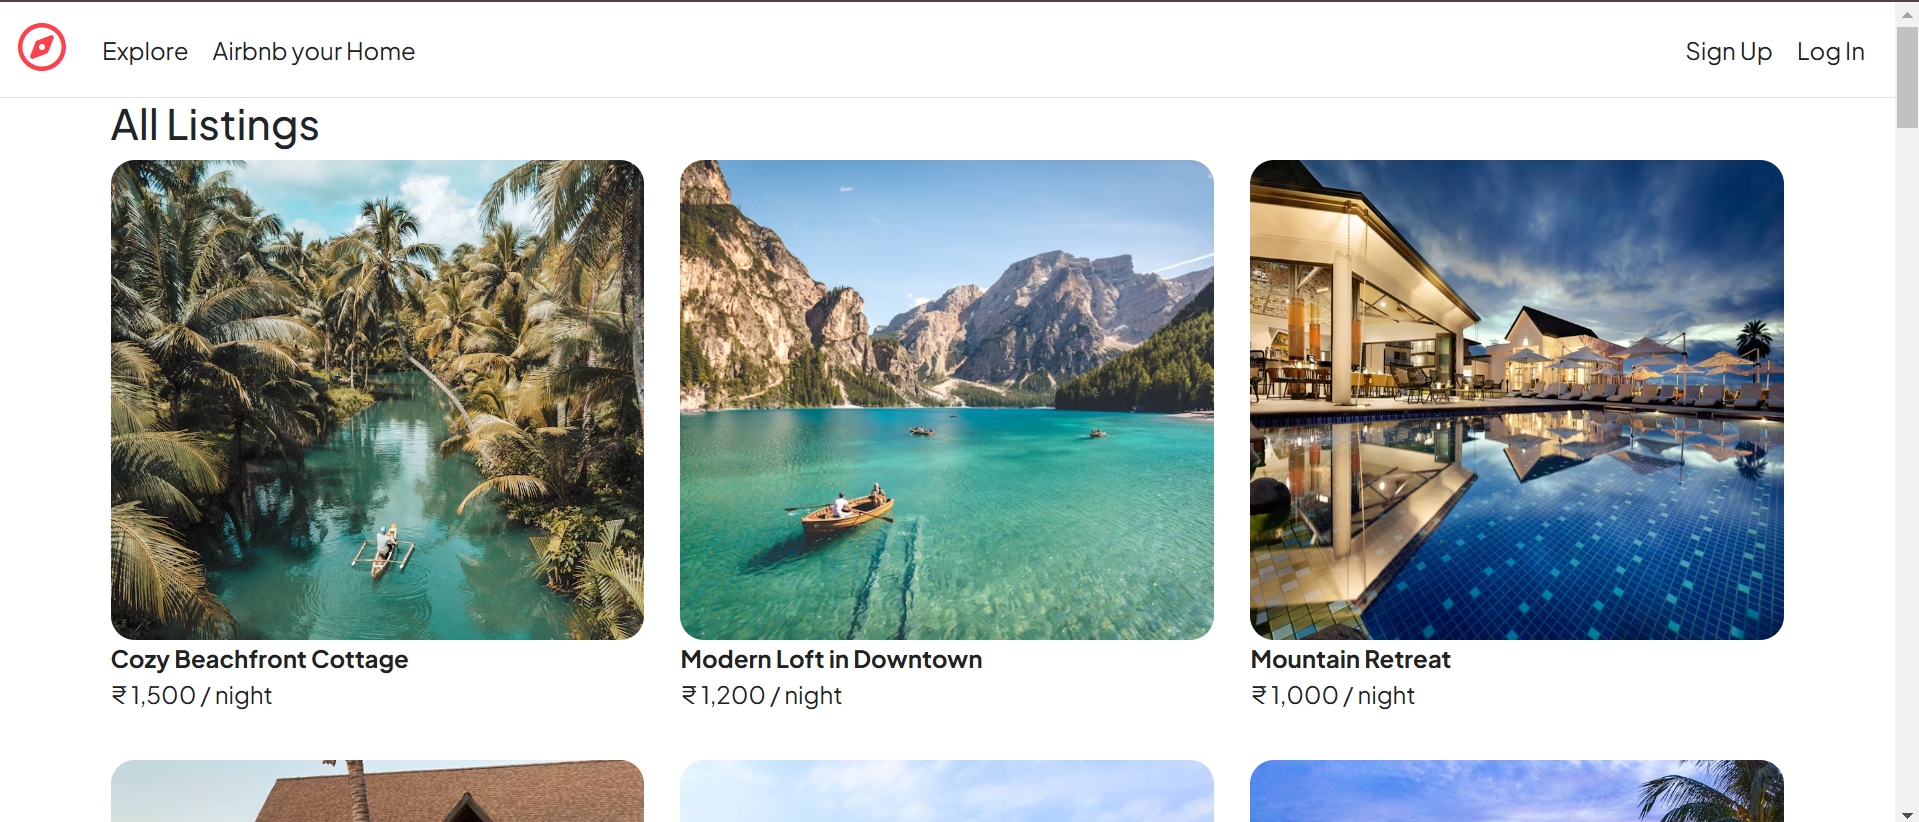 Explore Airbnb your Home Sign Up Log In
All Listings
Cozy Beachfront Cottage
₹ 1,500 / night
Modern Loft in Downtown
₹ 1,200 / night
Mountain Retreat
₹ 1,000 / night